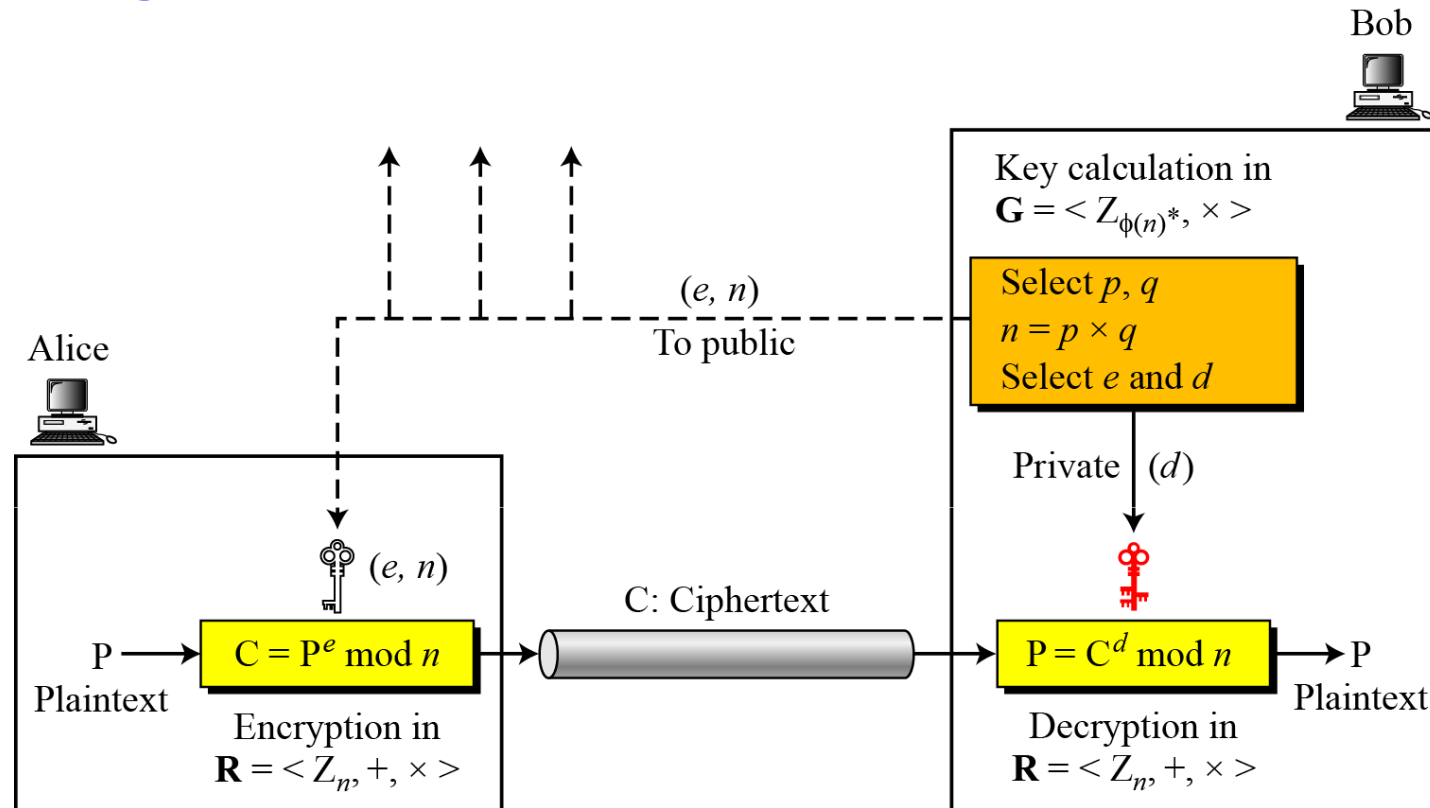 Bob
Key calculation in
G = < Z_ϕ(n)*, × >
Select p, q
n = p × q
Select e and d
(e, n)
To public
Alice
Private (d)
(e, n)
C: Ciphertext
P
Plaintext
C = P^e mod n
P = C^d mod n
P
Plaintext
Encryption in
R = < Z_n, +, × >
Decryption in
R = < Z_n, +, × >